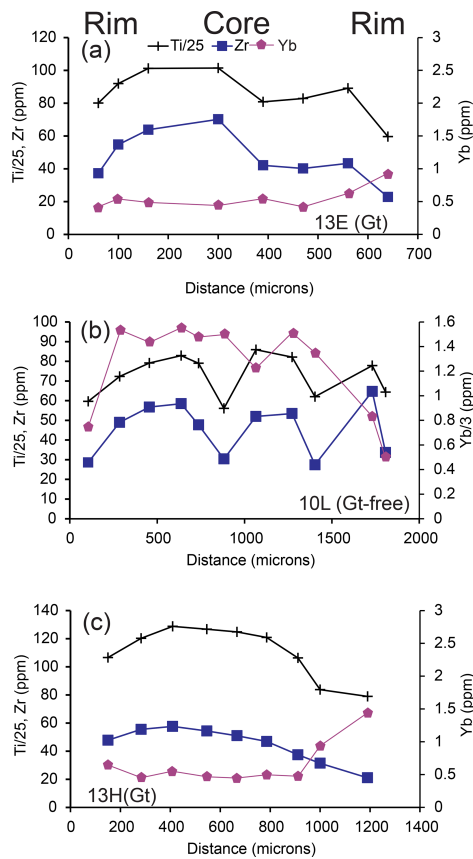 Rim Core Rim
(a) Ti/25 Zr Yb
120 3
100 2.5
80 2
60 1.5
40 1
20 0.5
0 0
Ti/25, Zr (ppm)
Yb (ppm)
13E (Gt)
0 100 200 300 400 500 600 700
Distance (microns)
(b)
100 1.6
90 1.4
80 1.2
70 1
60 0.8
50 0.6
40 0.4
30 0.2
20 0
10
0
Ti/25, Zr (ppm)
Yb/3 (ppm)
10L (Gt-free)
0 500 1000 1500 2000
Distance (microns)
(c)
140 3
120 2.5
100 2
80 1.5
60 1
40 0.5
20 0
0
Ti/25, Zr (ppm)
Yb (ppm)
13H(Gt)
0 200 400 600 800 1000 1200 1400
Distance (microns)